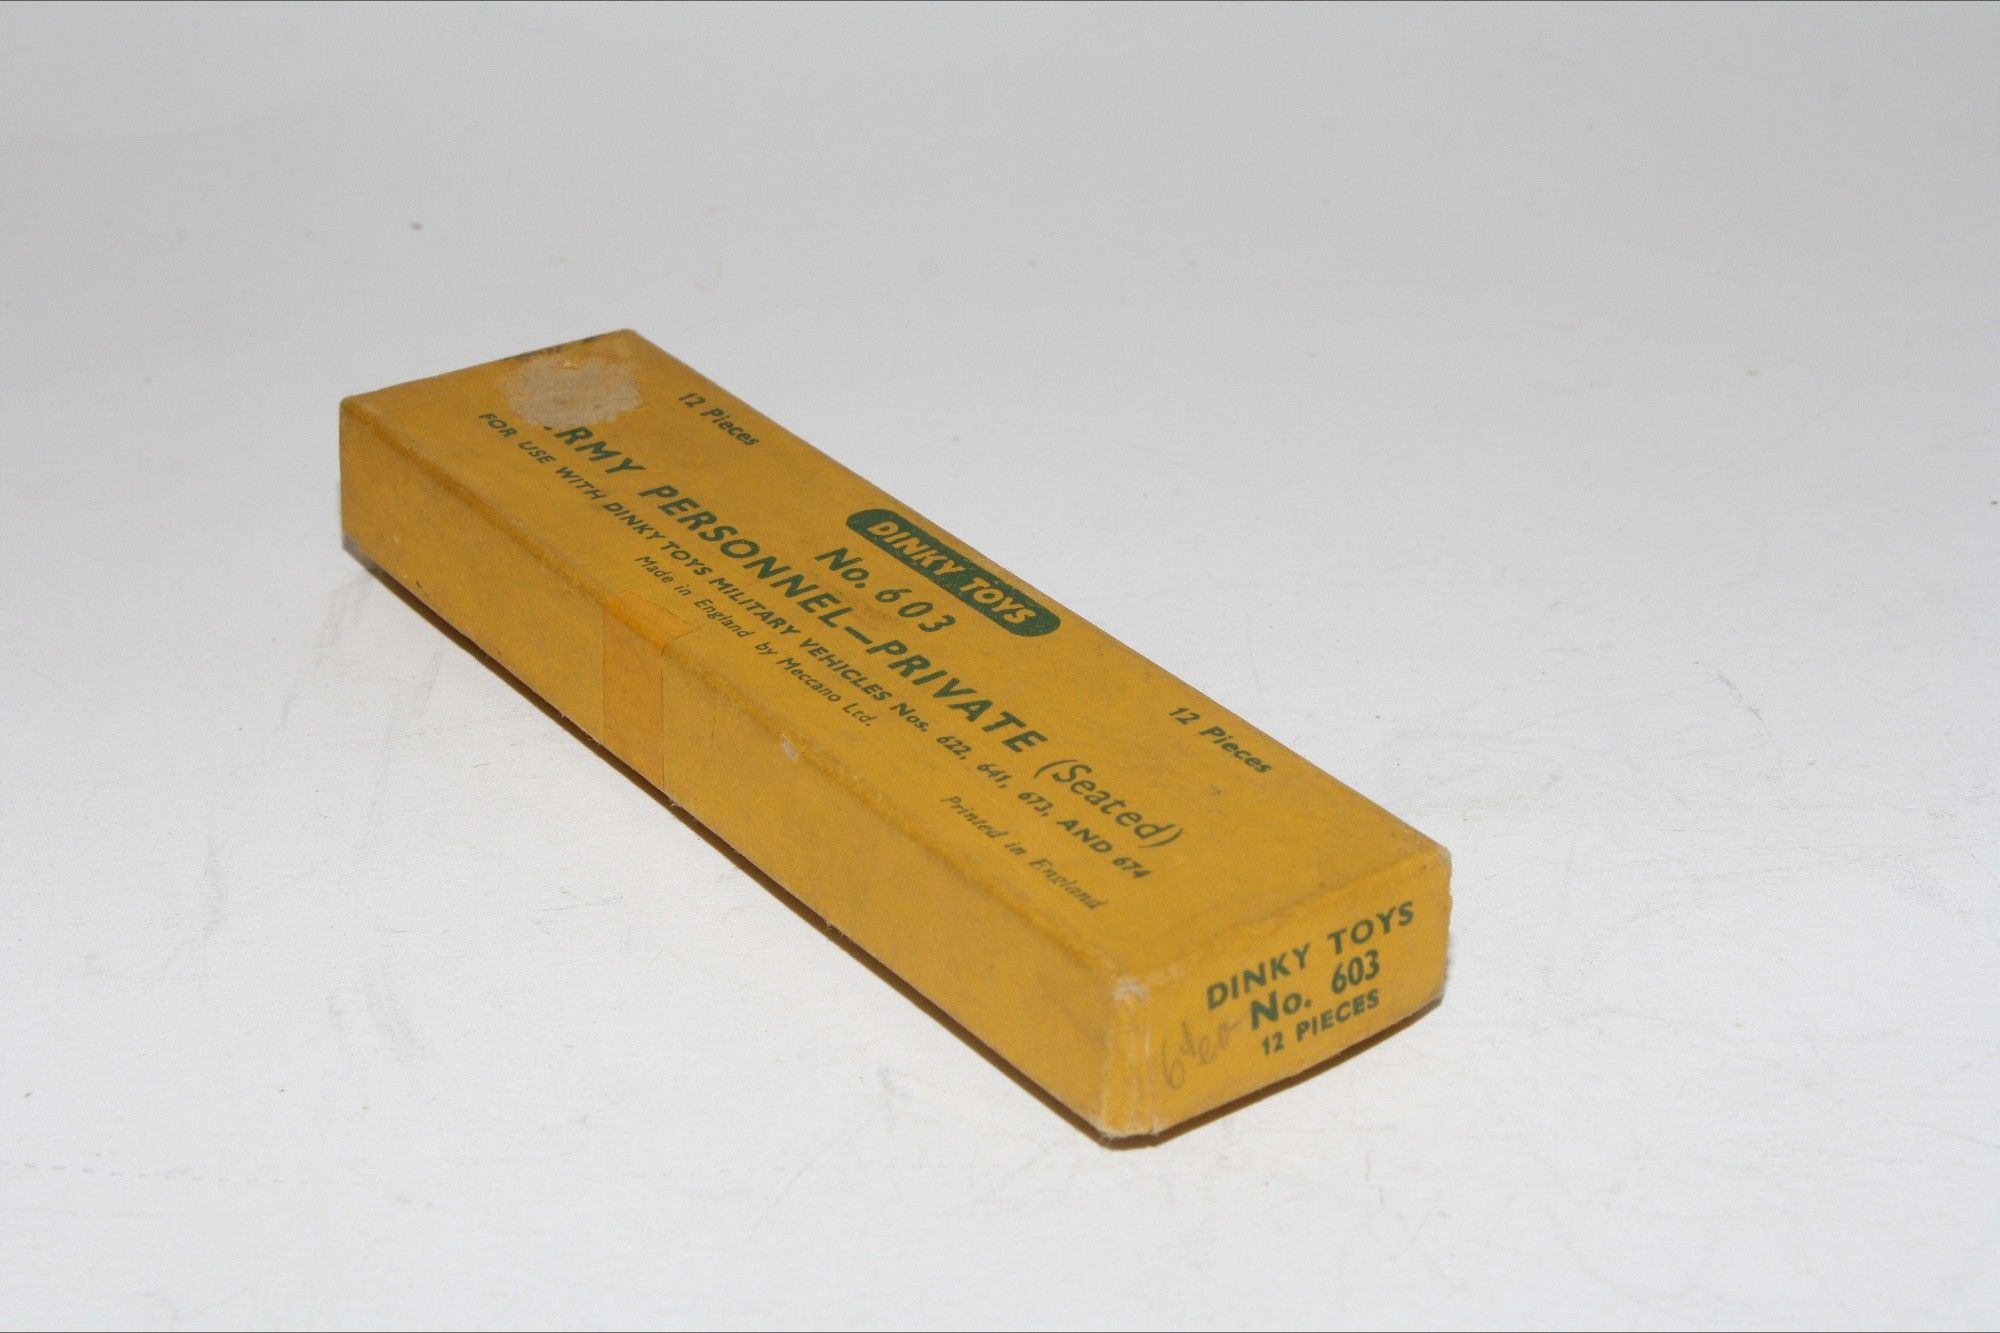 12 Pieces
DINKY TOYS
12 Pieces
No. 603
RMY PERSONNEL—PRIVATE (Seated)
FOR USE WITH DINKY TOYS MILITARY VEHICLES Nos. 622, 641, 673, AND 674
Made in England by Meccano Ltd.
Printed in England
DINKY TOYS
No. 603
12 PIECES
6d ea